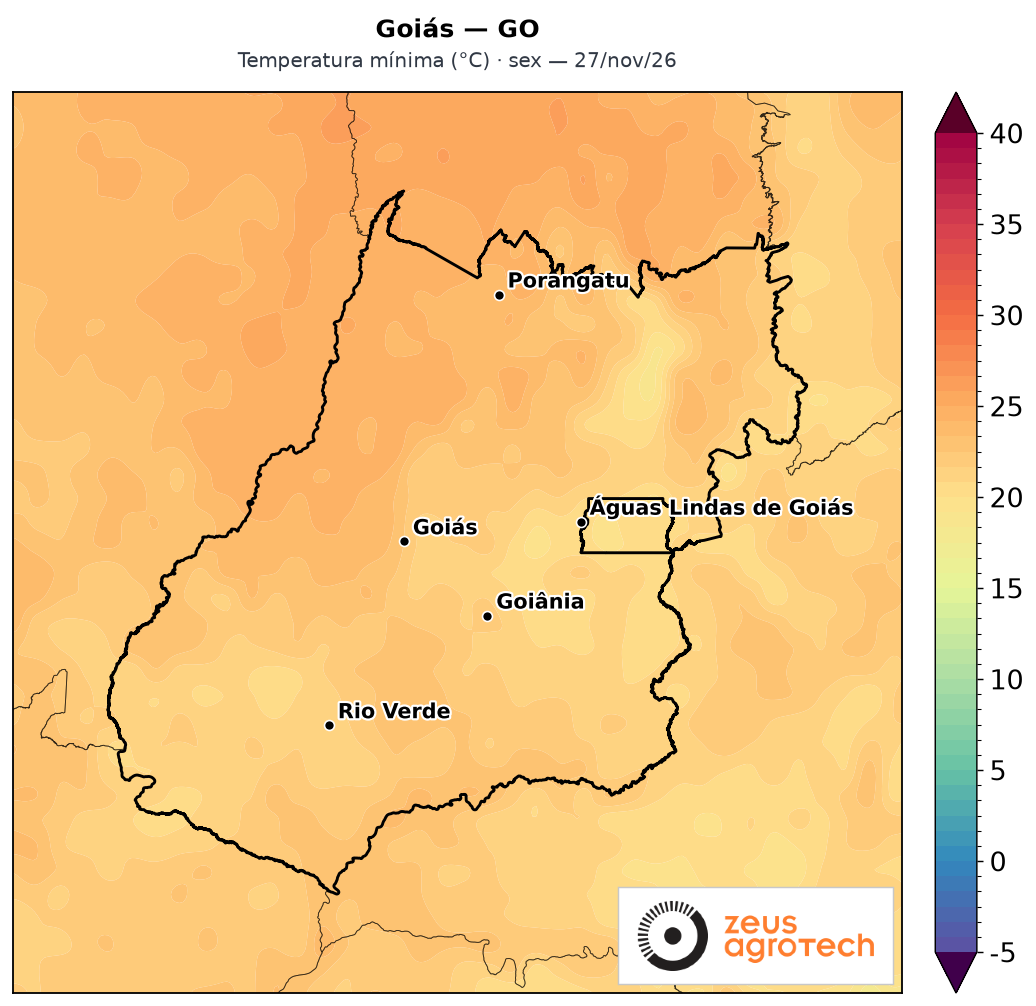 Goiás — GO
Temperatura mínima (°C) · sex — 27/nov/26
40
35
30
25
20
15
10
5
0
-5
Porangatu
Águas Lindas de Goiás
Goiás
Goiânia
Rio Verde
zeus
agrotech